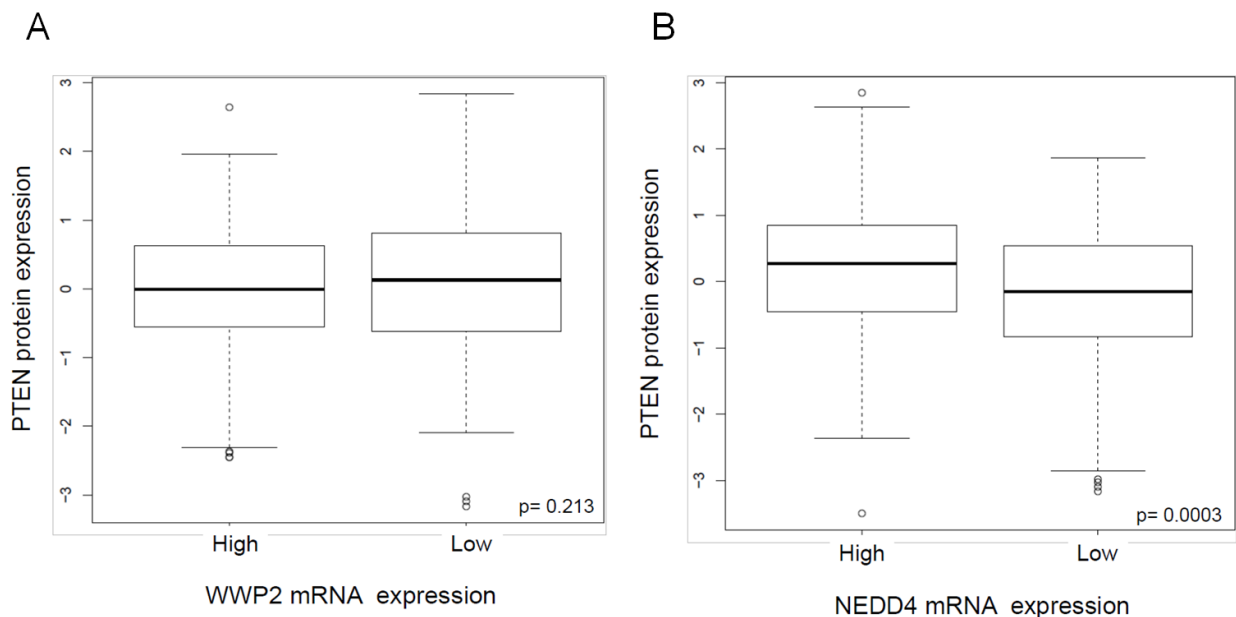 A
PTEN protein expression
3
2
1
0
−1
−2
−3
p= 0.213
High
Low
WWP2 mRNA expression
B
PTEN protein expression
3
2
1
0
−1
−2
−3
p= 0.0003
High
Low
NEDD4 mRNA expression